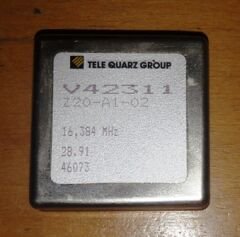 TELE QUARZ GROUP
V42311
Z20-A1-02
16,384 MHz
28.91
46073